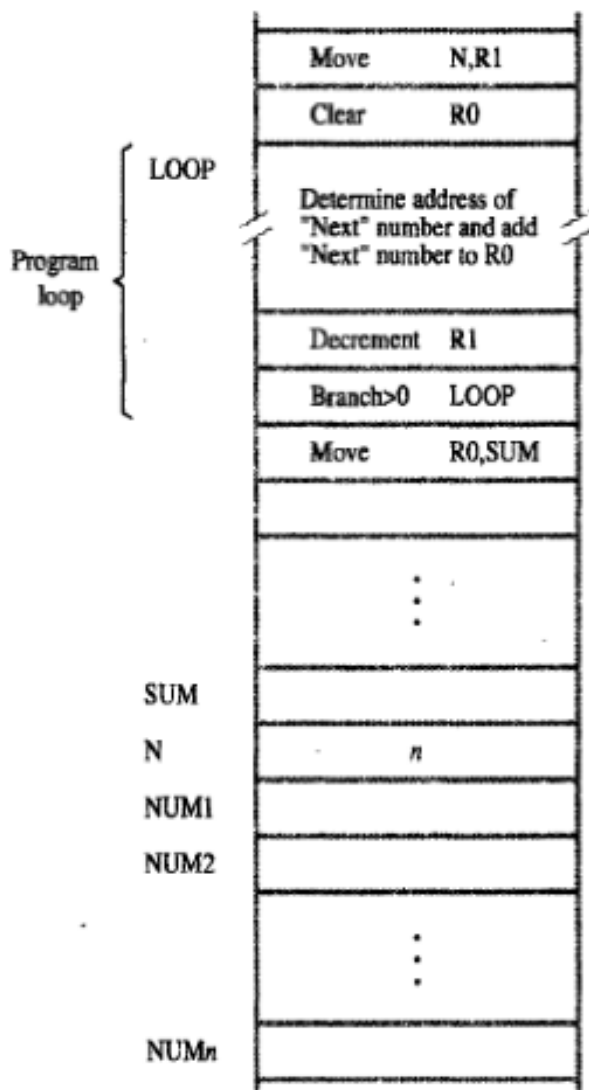 Move N,R1
Clear R0
LOOP
Determine address of
"Next" number and add
"Next" number to R0
Program
loop
Decrement R1
Branch>0 LOOP
Move R0,SUM
SUM
N n
NUM1
NUM2
NUMn